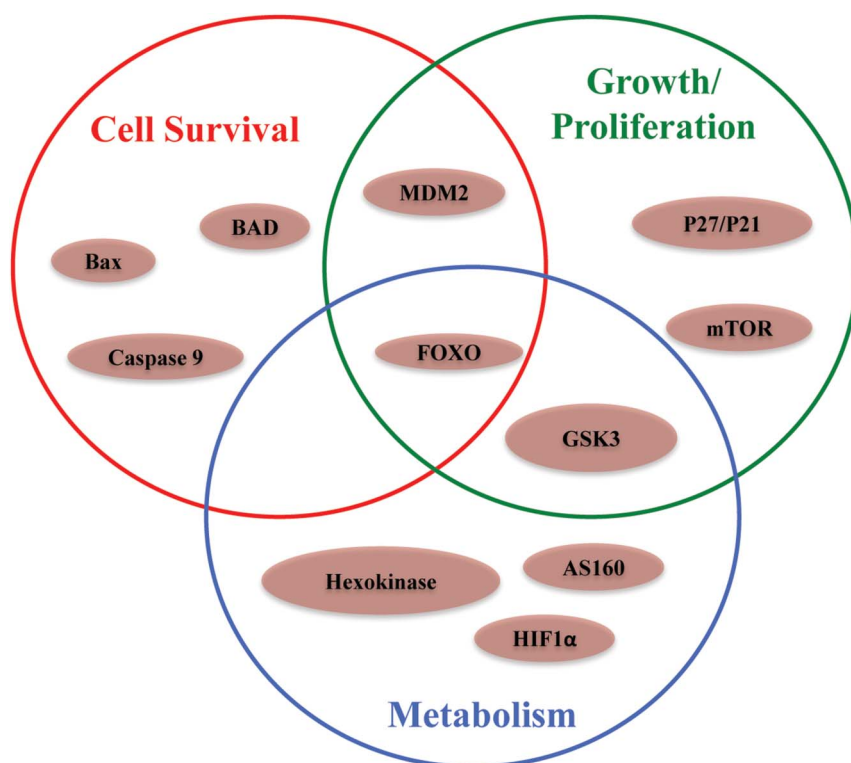 Growth/
Proliferation
Cell Survival
MDM2
P27/P21
BAD
Bax
mTOR
Caspase 9
FOXO
GSK3
AS160
Hexokinase
HIF1α
Metabolism